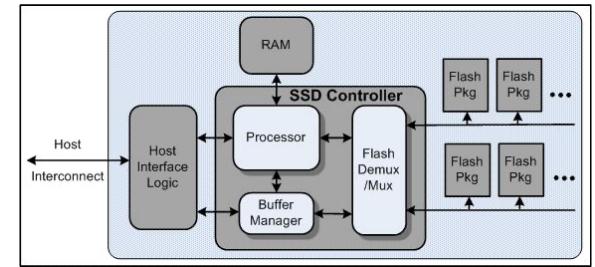 RAM
SSD Controller
Flash
Pkg
Flash
Pkg
•••
Host
Interconnect
Host
Interface
Logic
Processor
Flash
Demux
/Mux
Buffer
Manager
Flash
Pkg
Flash
Pkg
•••